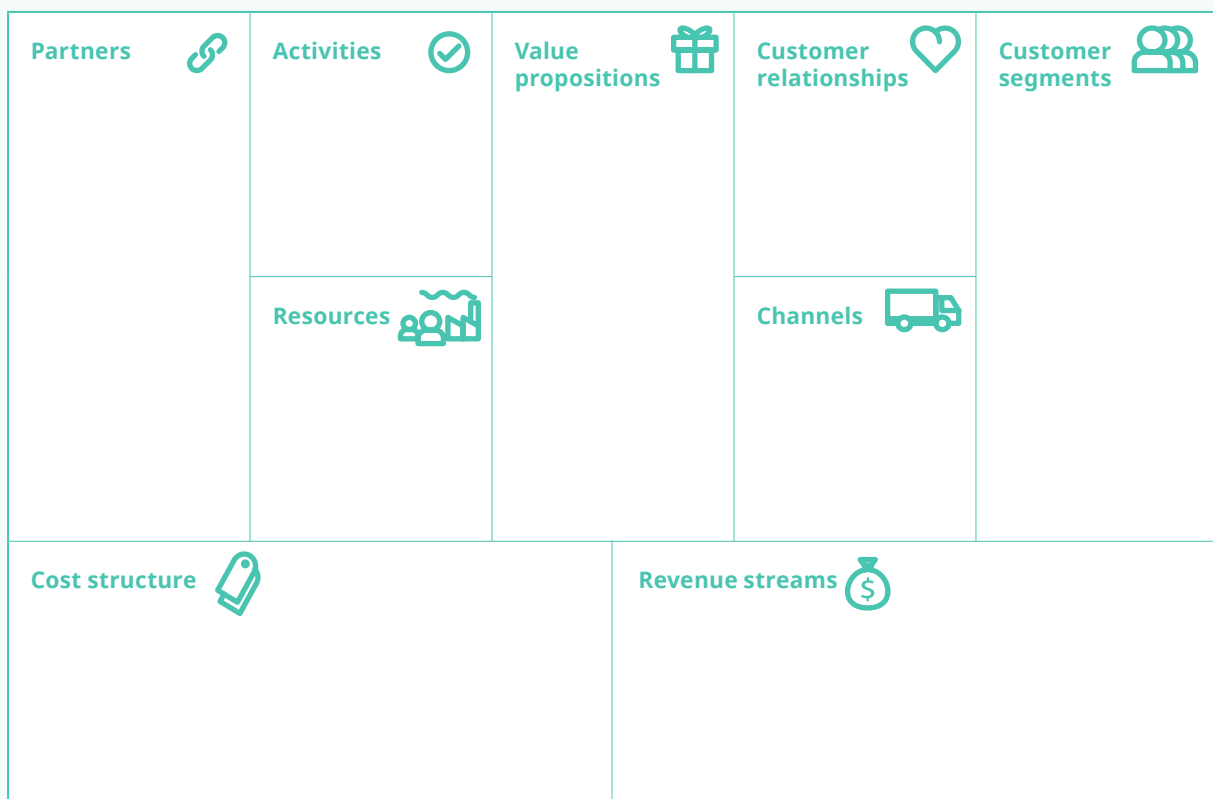 Partners
Activities
Value
propositions
Customer
relationships
Customer
segments
Resources
Channels
Cost structure
Revenue streams
$